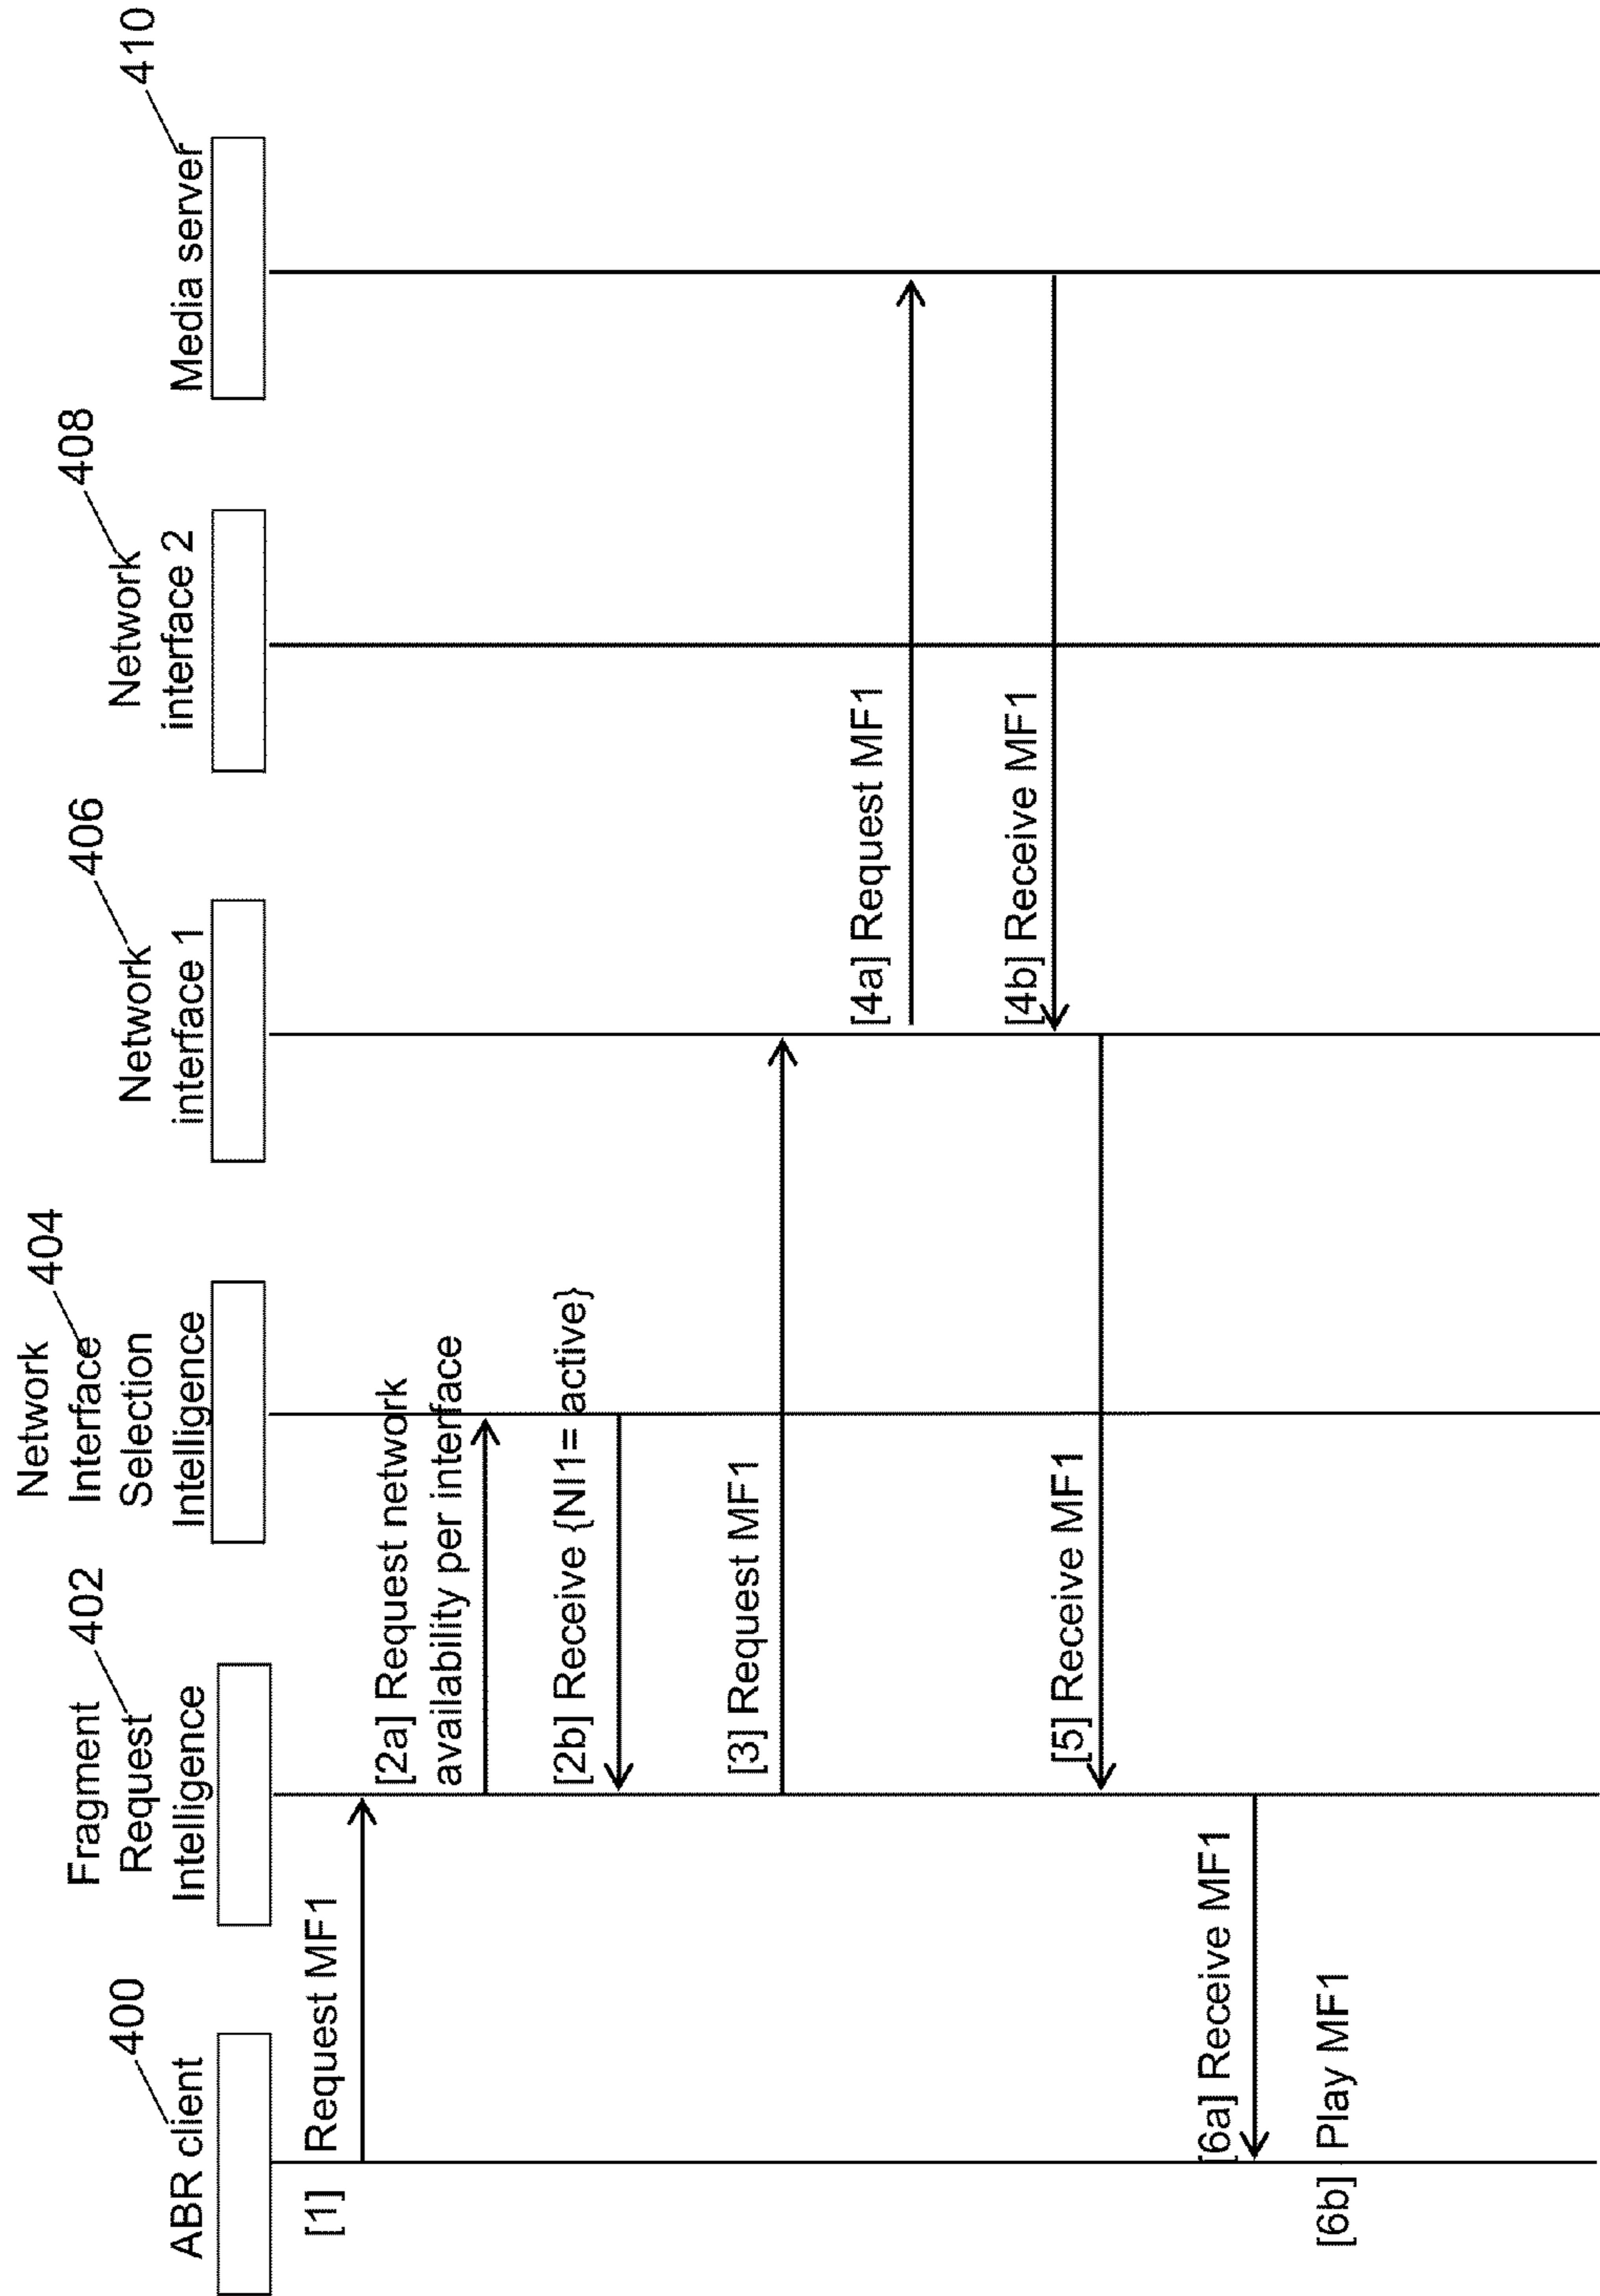 ABR client
400
Fragment
Request
Intelligence
402
Network
Interface
Selection
Intelligence
404
Network
interface 1
406
Network
interface 2
408
Media server
410
[1] Request MF1
[2a] Request network
availability per interface
[2b] Receive {NI1= active}
[3] Request MF1
[4a] Request MF1
[4b] Receive MF1
[5] Receive MF1
[6a] Receive MF1
[6b] Play MF1